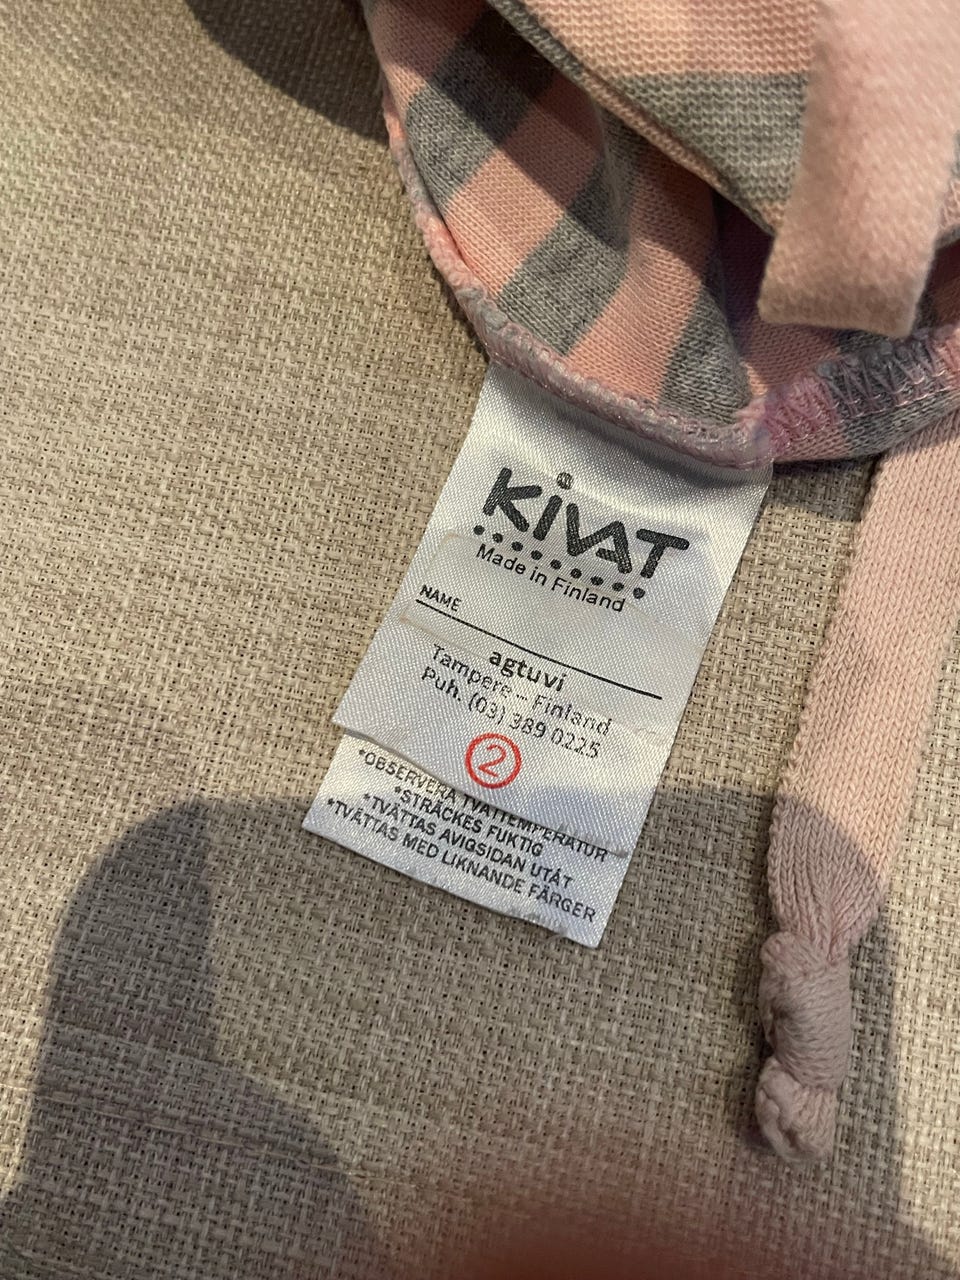 KIVAT
Made in Finland
NAME
agtuvi
Tampere - Finland
Puh. (03) 389 0225
2
*OBSERVERA TVÄTTEMPERATUR
*STRÄCKES FUKTIG
*TVÄTTAS AVIGSIDAN UTÅT
*TVÄTTAS MED LIKNANDE FÄRGER